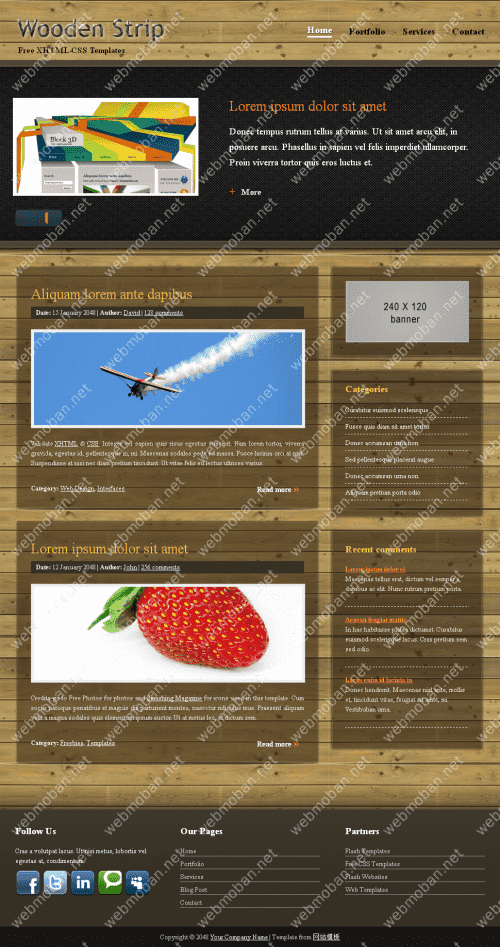 Wooden Strip
Free XHTML CSS Templates
Home Portfolio Services Contact
Block 3D
Lorem ipsum dolor sit amet
Donec tempus rutrum tellus at varius. Ut sit amet arcu elit, in
posuere arcu. Phasellus in sapien vel felis imperdiet ullamcorper.
Proin viverra tortor quis eros luctus et.
+ More
Aliquam lorem ante dapibus
Date: 15 January 2048 | Author: David | 128 comments
Validate XHTML & CSS. Integer vel sapien quis risus egestas suscipit. Nam lorem tortor, viverra
gravida, egestas id, pellentesque in, mi. Maecenas sodales pede ed massa. Fusce lacinia orci at nisi.
Suspendisse at nisi nec diam pretium tincidunt. Ut vitae felis eu lectus ultrices varius.
Category: Web Design, Interfaces
Read more »
240 X 120
banner
Categories
Curabitur euismod scelerisque
Fusce quis diam sit amet tortor
Donec accumsan urna non
Sed pellentesque placerat augue
Donec accumsan urna non
Aliquam pretium porta odio
Lorem ipsum dolor sit amet
Date: 12 January 2048 | Author: John | 256 comments
Credits go to Free Photos for photos and Smashing Magazine for icons used in this template. Cum
sociis natoque penatibus et magnis dis parturient montes, nascetur ridiculus mus. Praesent aliquam
velit a magna sodales quis elementum ipsum auctor. Ut at metus leo, et dictum sem.
Category: Freebies, Templates
Read more »
Recent comments
Lorem ipsum dolor si
Maecenas tellus erat, dictum vel semper a,
dapibus ac elit. Nunc rutrum pretium porta.
Aenean feugiat mattis
In hac habitasse platea dictumst. Curabitur
euismod scelerisque lacus. Cras pretium sem
sed odio.
Donec hendrerit. Maecenas nisl ante, mollis
et, tincidunt vitae, feugiat sit amet, mi.
Vestibulum urna.
Follow Us
Cras a volutpat lacus. Ut nisi metus, lobortis vel
egestas at, condimentum.
Our Pages
Home
Portfolio
Services
Blog Post
Contact
Partners
Flash Templates
Free CSS Templates
Flash Websites
Web Templates
Copyright © 2048 Your Company Name | Template from 网站模板
webmoban.net